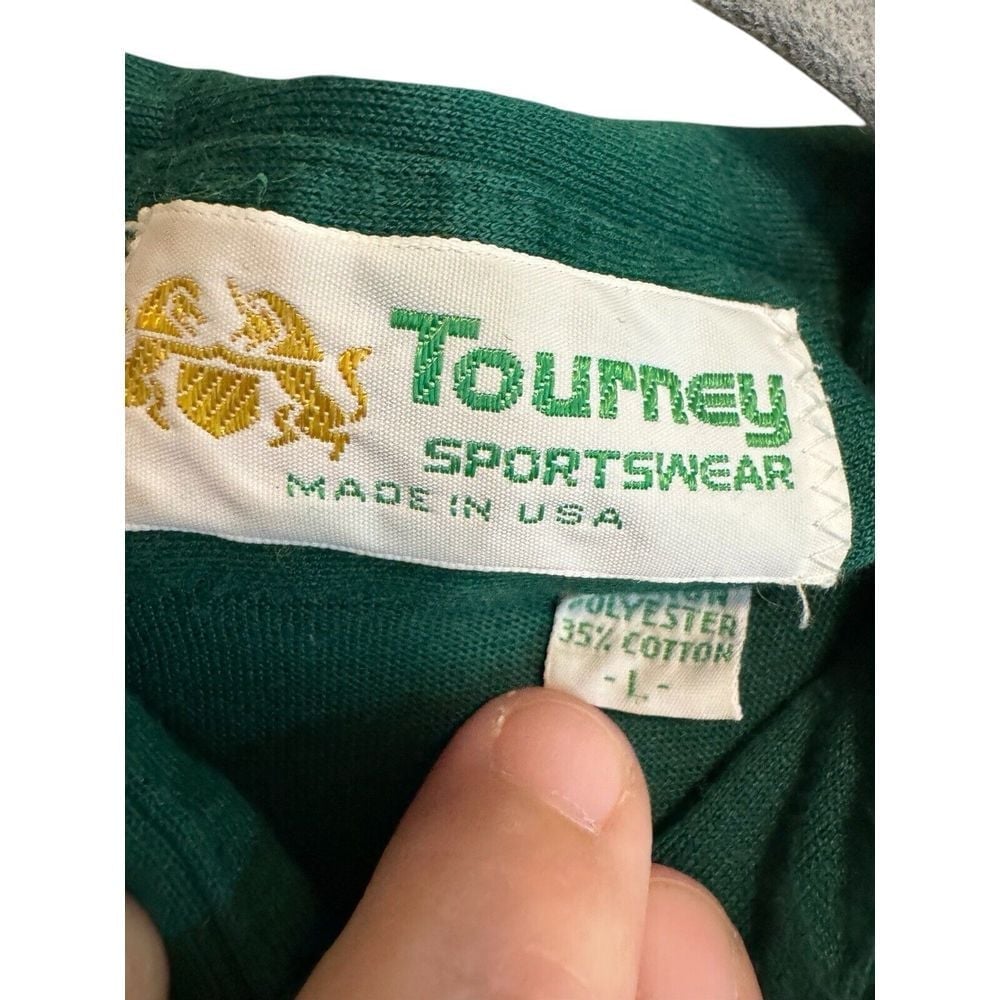 Tourney
SPORTSWEAR
MADE IN USA
POLYESTER
35% COTTON
- L -